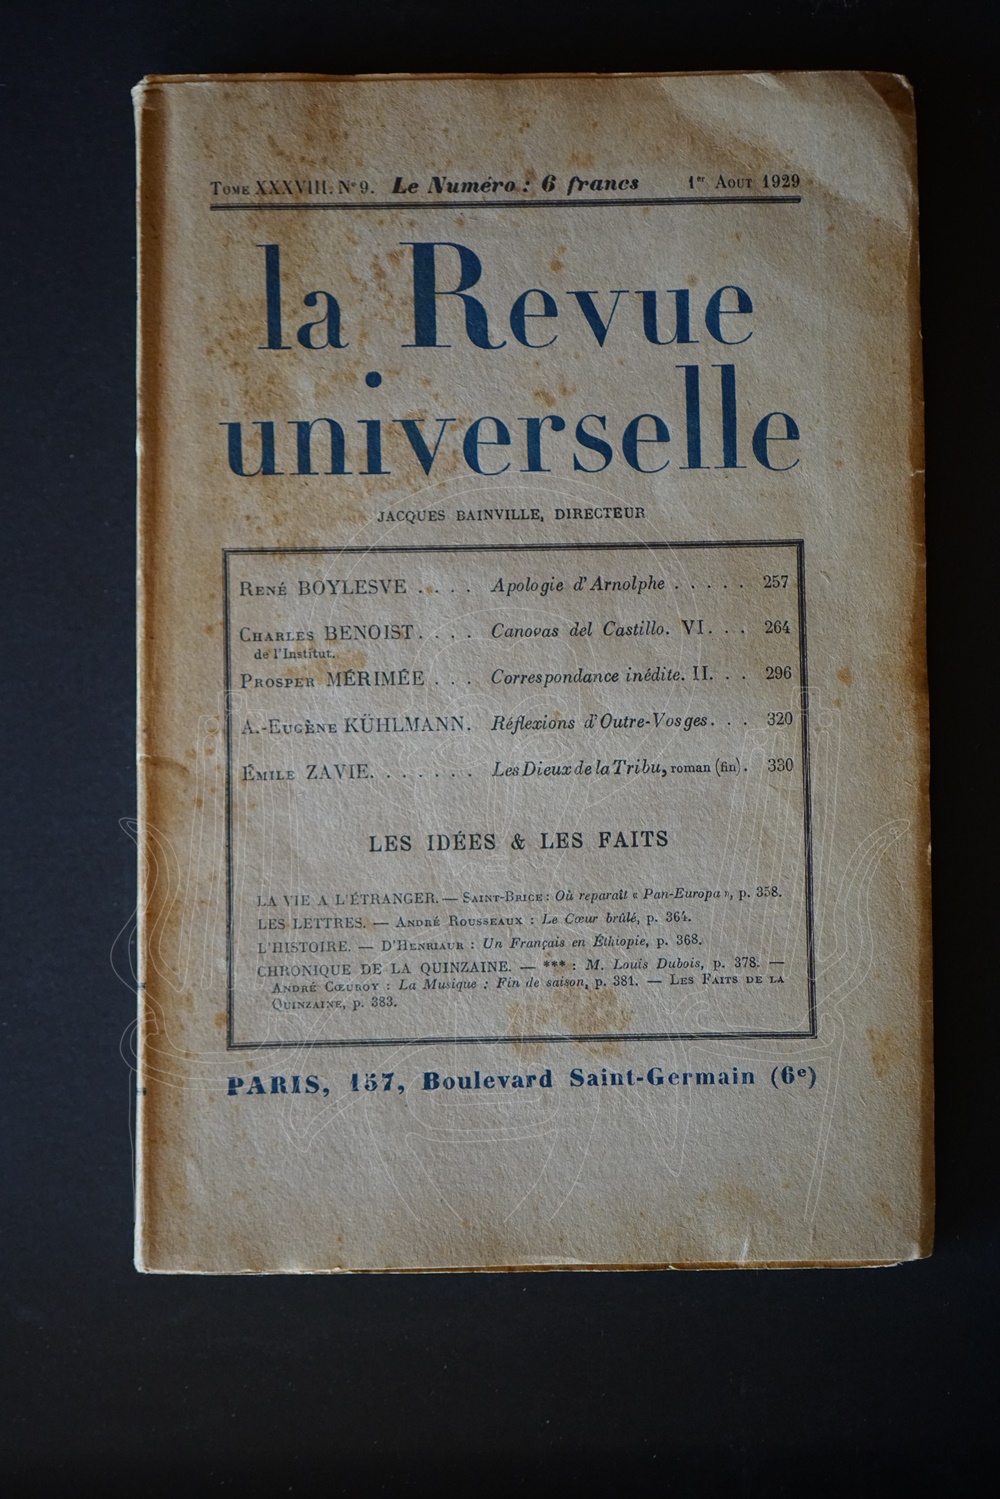 Tome XXXVIII. N° 9. Le Numéro : 6 francs 1er Aout 1929
la Revue
universelle
JACQUES BAINVILLE, DIRECTEUR
René BOYLESVE . . . . Apologie d'Arnolphe . . . . . 257
Charles BENOIST. . . . Canovas del Castillo. VI. . . 264
de l'Institut.
Prosper MÉRIMÉE . . . Correspondance inédite. II. . . 296
A.-Eugène KÜHLMANN. Réflexions d'Outre-Vosges. . . 320
Émile ZAVIE. . . . . . . Les Dieux de la Tribu, roman (fin). 330
LES IDÉES & LES FAITS
LA VIE A L'ÉTRANGER. — Saint-Brice : Où reparaît « Pan-Europa », p. 358.
LES LETTRES. — André Rousseaux : Le Cœur brûlé, p. 364.
L'HISTOIRE. — D'Henriaur : Un Français en Éthiopie, p. 368.
CHRONIQUE DE LA QUINZAINE. — *** : M. Louis Dubois, p. 378. —
André Cœuroy : La Musique : Fin de saison, p. 381. — Les Faits de la
Quinzaine, p. 383.
PARIS, 157, Boulevard Saint-Germain (6e)